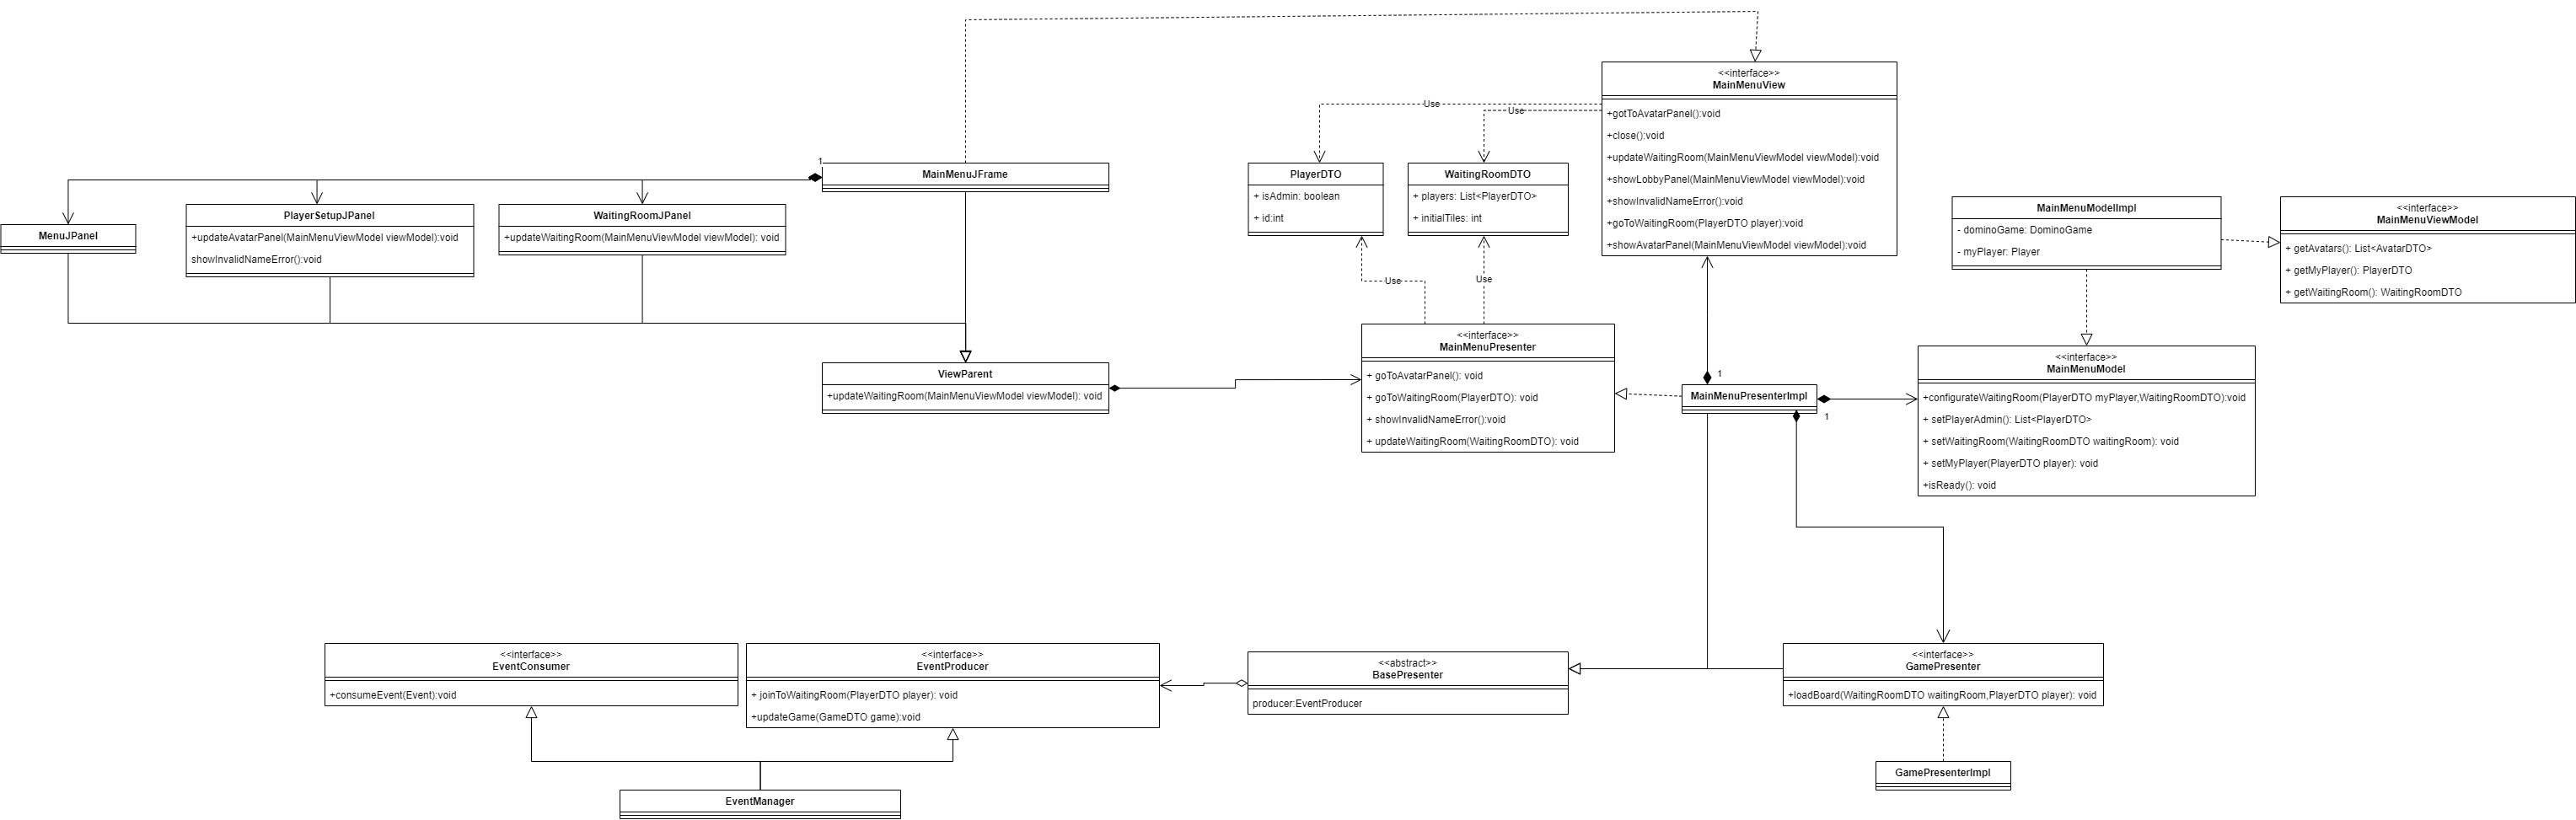 <<interface>>
MainMenuView
+gotToAvatarPanel():void
+close():void
+updateWaitingRoom(MainMenuViewModel viewModel):void
+showLobbyPanel(MainMenuViewModel viewModel):void
+showInvalidNameError():void
+goToWaitingRoom(PlayerDTO player):void
+showAvatarPanel(MainMenuViewModel viewModel):void
Use
Use
1
MainMenuJFrame
PlayerDTO
+ isAdmin: boolean
+ id:int
WaitingRoomDTO
+ players: List<PlayerDTO>
+ initialTiles: int
MenuJPanel
PlayerSetupJPanel
+updateAvatarPanel(MainMenuViewModel viewModel):void
showInvalidNameError():void
WaitingRoomJPanel
+updateWaitingRoom(MainMenuViewModel viewModel): void
MainMenuModelImpl
- dominoGame: DominoGame
- myPlayer: Player
<<interface>>
MainMenuViewModel
+ getAvatars(): List<AvatarDTO>
+ getMyPlayer(): PlayerDTO
+ getWaitingRoom(): WaitingRoomDTO
Use
Use
ViewParent
+updateWaitingRoom(MainMenuViewModel viewModel): void
<<interface>>
MainMenuPresenter
+ goToAvatarPanel(): void
+ goToWaitingRoom(PlayerDTO): void
+ showInvalidNameError():void
+ updateWaitingRoom(WaitingRoomDTO): void
1
MainMenuPresenterImpl
1
<<interface>>
MainMenuModel
+configurateWaitingRoom(PlayerDTO myPlayer,WaitingRoomDTO):void
+ setPlayerAdmin(): List<PlayerDTO>
+ setWaitingRoom(WaitingRoomDTO waitingRoom): void
+ setMyPlayer(PlayerDTO player): void
+isReady(): void
<<interface>>
EventConsumer
+consumeEvent(Event):void
<<interface>>
EventProducer
+ joinToWaitingRoom(PlayerDTO player): void
+updateGame(GameDTO game):void
<<abstract>>
BasePresenter
producer:EventProducer
<<interface>>
GamePresenter
+loadBoard(WaitingRoomDTO waitingRoom,PlayerDTO player): void
GamePresenterImpl
EventManager